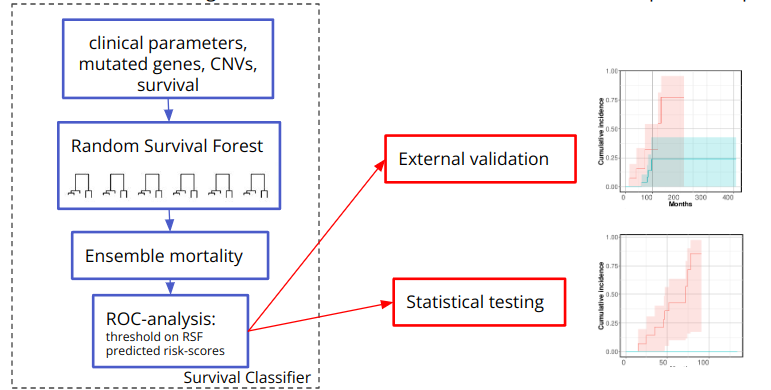 clinical parameters,
mutated genes, CNVs,
survival
Random Survival Forest
Ensemble mortality
ROC-analysis:
threshold on RSF
predicted risk-scores
Survival Classifier
External validation
Statistical testing
Cumulative incidence
1.00
0.75
0.50
0.25
0.00
0 100 200 300 400
Months
Cumulative incidence
1.00
0.75
0.50
0.25
0.00
0 50 100